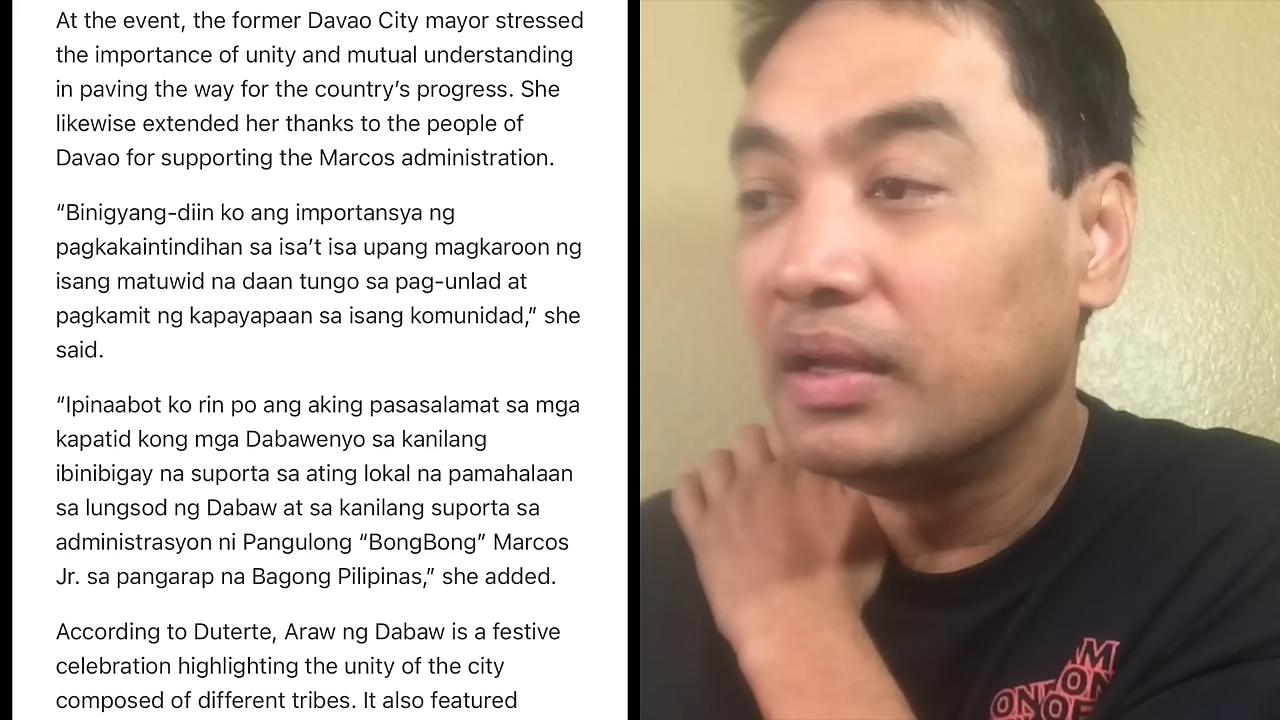 At the event, the former Davao City mayor stressed
the importance of unity and mutual understanding
in paving the way for the country’s progress. She
likewise extended her thanks to the people of
Davao for supporting the Marcos administration.
“Binigyang-diin ko ang importansya ng
pagkakaintindihan sa isa’t isa upang magkaroon ng
isang matuwid na daan tungo sa pag-unlad at
pagkamit ng kapayapaan sa isang komunidad,” she
said.
“Ipinaabot ko rin po ang aking pasasalamat sa mga
kapatid kong mga Dabawenyo sa kanilang
ibinibigay na suporta sa ating lokal na pamahalaan
sa lungsod ng Dabaw at sa kanilang suporta sa
administrasyon ni Pangulong “BongBong” Marcos
Jr. sa pangarap na Bagong Pilipinas,” she added.
According to Duterte, Araw ng Dabaw is a festive
celebration highlighting the unity of the city
composed of different tribes. It also featured